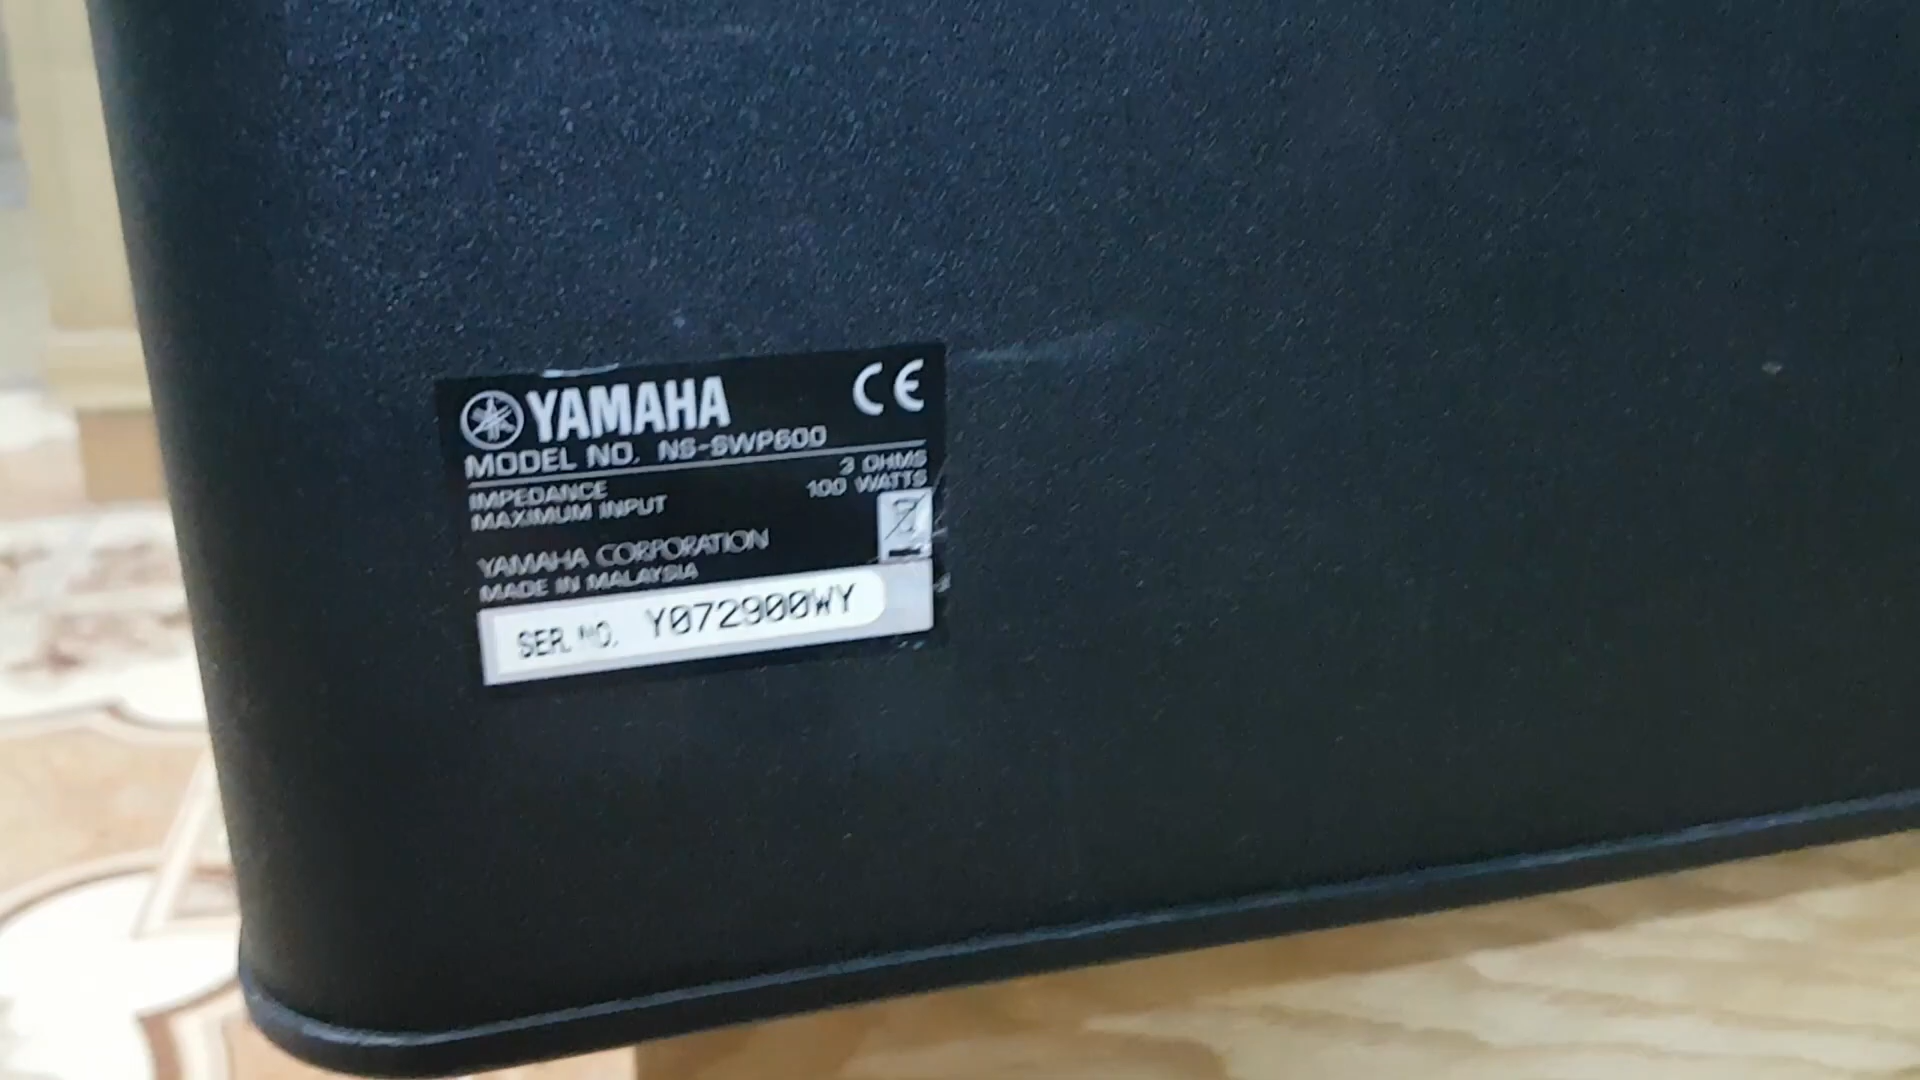 YAMAHA CE
MODEL NO. NS-SWP600
IMPEDANCE 3 OHMS
MAXIMUM INPUT 100 WATTS
YAMAHA CORPORATION
MADE IN MALAYSIA
SER. NO. Y072900WY